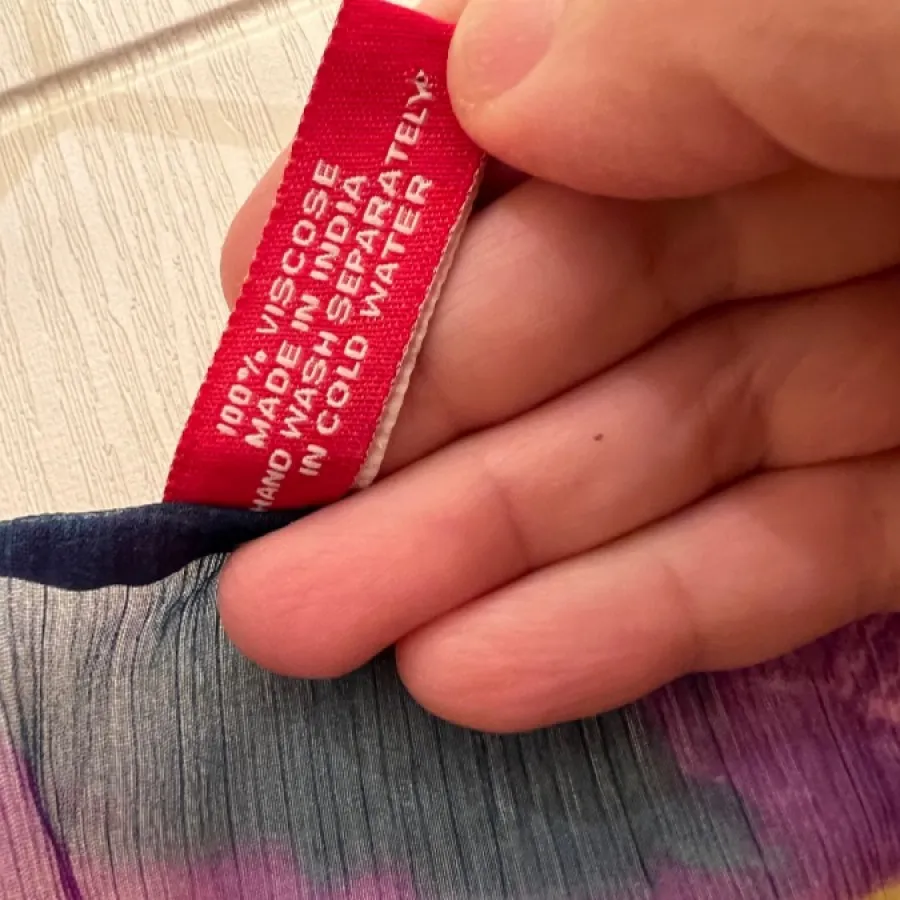 100% VISCOSE
MADE IN INDIA
HAND WASH SEPARATELY
IN COLD WATER